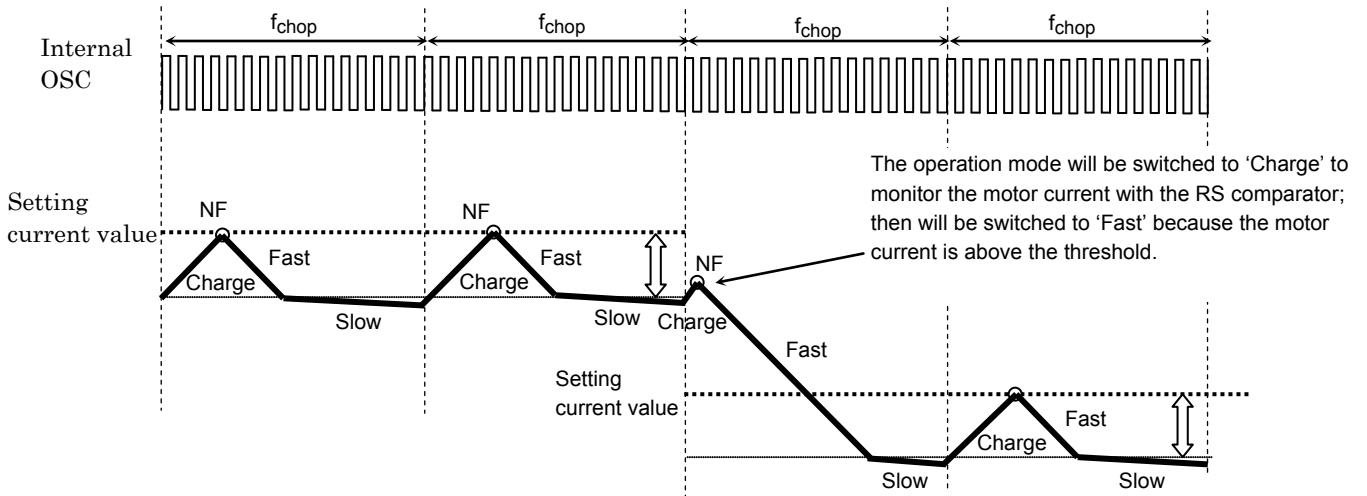 fchop fchop fchop fchop
Internal
OSC
The operation mode will be switched to ‘Charge’ to
monitor the motor current with the RS comparator;
then will be switched to ‘Fast’ because the motor
current is above the threshold.
Setting
current value
NF
NF
NF
Fast
Fast
Charge
Charge
Slow
Slow
Charge
Fast
Setting
current value
Fast
Charge
Slow
Slow